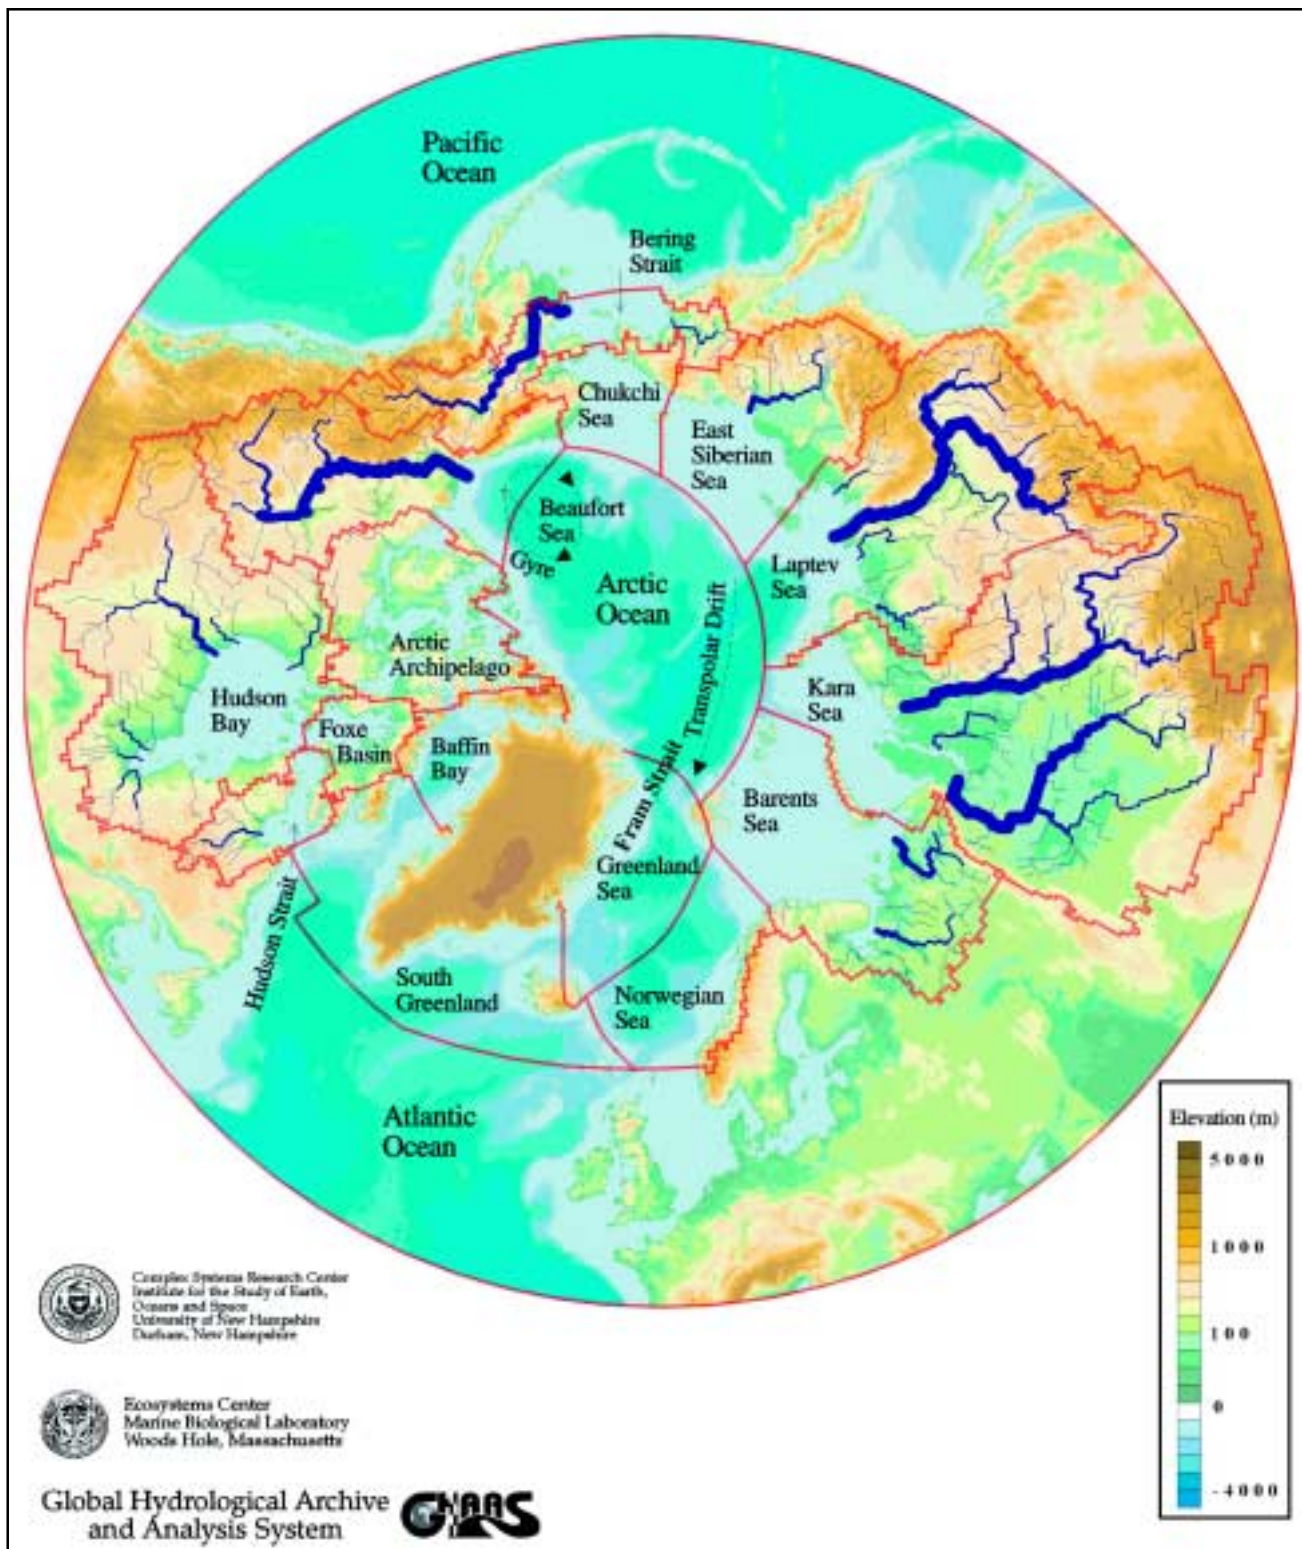 Pacific
Ocean
Bering
Strait
Chukchi
Sea
East
Siberian
Sea
Beaufort
Sea
Gyre
Arctic
Ocean
Laptev
Sea
Transpolar Drift
Arctic
Archipelago
Kara
Sea
Hudson
Bay
Foxe
Basin
Baffin
Bay
Fram Strait
Barents
Sea
Greenland
Sea
Hudson Strait
South
Greenland
Norwegian
Sea
Atlantic
Ocean
Elevation (m)
5000
1000
100
0
-4000
Complex Systems Research Center
Institute for the Study of Earth,
Oceans and Space
University of New Hampshire
Durham, New Hampshire
Ecosystems Center
Marine Biological Laboratory
Woods Hole, Massachusetts
Global Hydrological Archive
and Analysis System
GHAAS